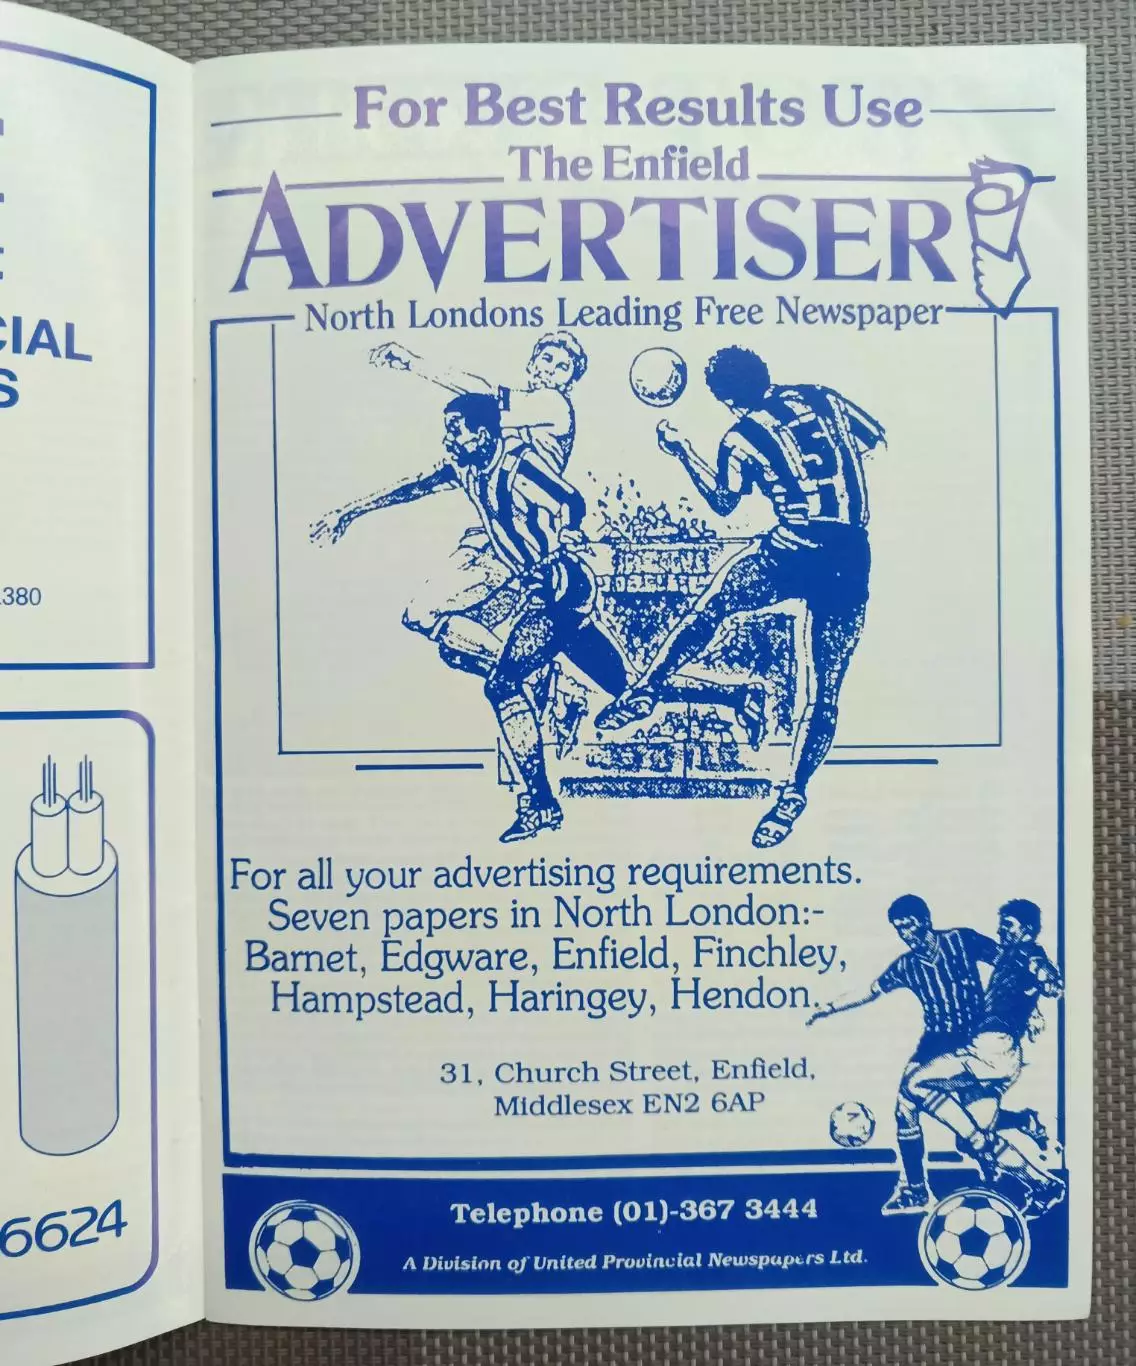 CIAL
S
.380
6624
For Best Results Use
The Enfield
ADVERTISER
North Londons Leading Free Newspaper
For all your advertising requirements.
Seven papers in North London:-
Barnet, Edgware, Enfield, Finchley,
Hampstead, Haringey, Hendon.
31, Church Street, Enfield,
Middlesex EN2 6AP
Telephone (01)-367 3444
A Division of United Provincial Newspapers Ltd.